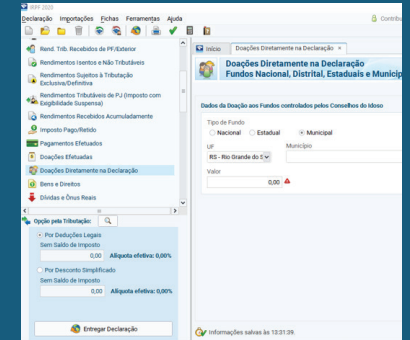 IRPF 2020
Declaração Importações Fichas Ferramentas Ajuda
Contribu
Rend. Trib. Recebidos de PF/Exterior
Rendimentos Isentos e Não Tributáveis
Rendimentos Sujeitos à Tributação
Exclusiva/Definitiva
Rendimentos Tributáveis de PJ (Imposto com
Exigibilidade Suspensa)
Rendimentos Recebidos Acumuladamente
Imposto Pago/Retido
Pagamentos Efetuados
Doações Efetuadas
Doações Diretamente na Declaração
Bens e Direitos
Dívidas e Ônus Reais
Opção pela Tributação:
Por Deduções Legais
Sem Saldo de Imposto
0,00 Alíquota efetiva: 0,00%
Por Desconto Simplificado
Sem Saldo de Imposto
0,00 Alíquota efetiva: 0,00%
Entregar Declaração
Início Doações Diretamente na Declaração ×
Doações Diretamente na Declaração
Fundos Nacional, Distrital, Estaduais e Municip
Dados da Doação aos Fundos controlados pelos Conselhos do Idoso
Tipo de Fundo
Nacional Estadual Municipal
UF Município
RS - Rio Grande do S
Valor
0,00
Informações salvas às 13:31:39.